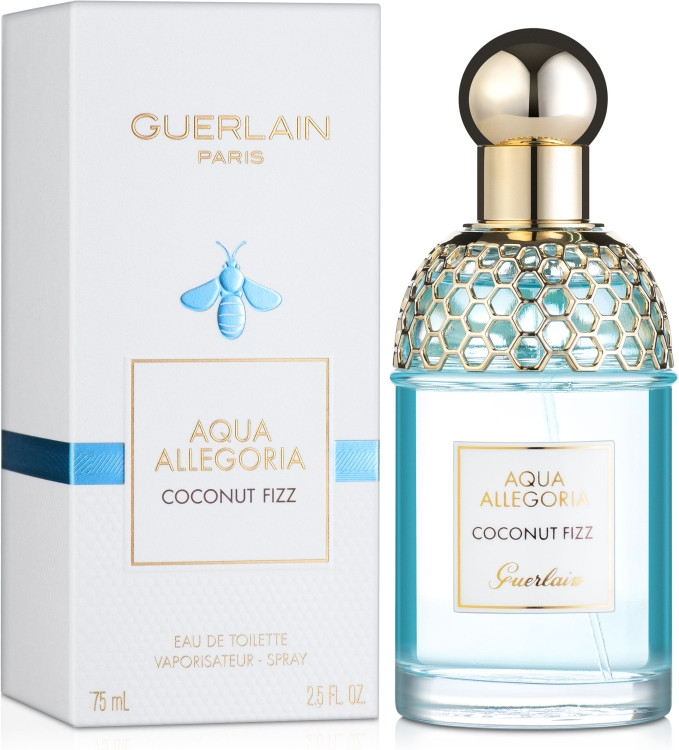 GUERLAIN
PARIS
AQUA
ALLEGORIA
COCONUT FIZZ
EAU DE TOILETTE
VAPORISATEUR - SPRAY
75 mL 2.5 FL. OZ.
AQUA
ALLEGORIA
COCONUT FIZZ
Guerlain